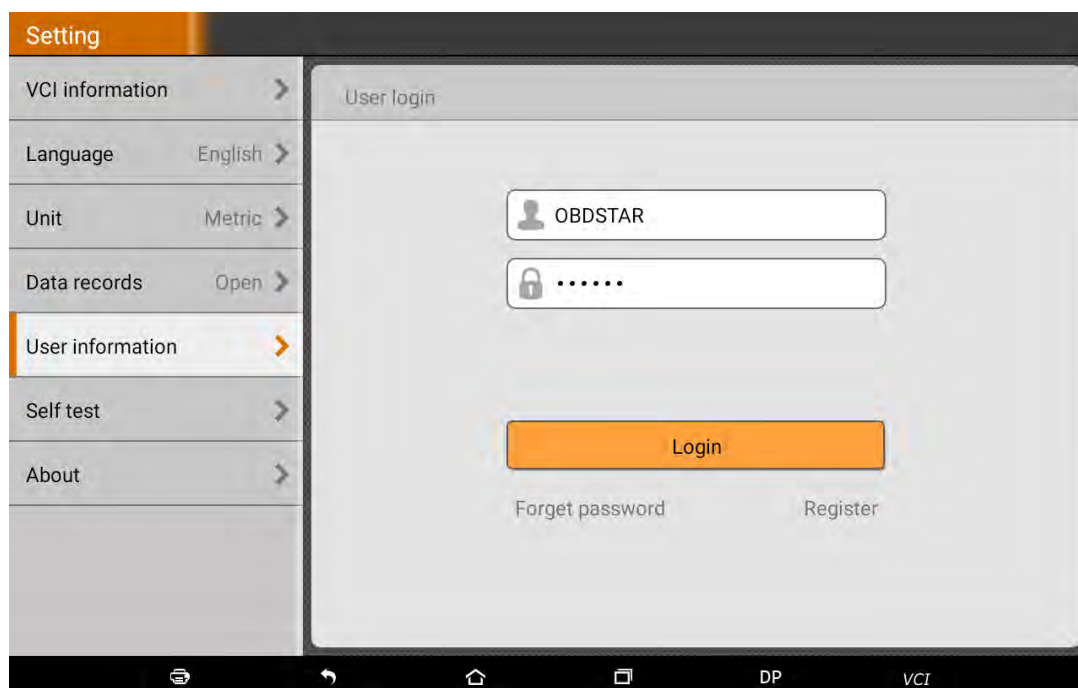 Setting
VCI information
Language English
Unit Metric
Data records Open
User information
Self test
About
User login
OBDSTAR
••••••
Login
Forget password Register
DP VCI